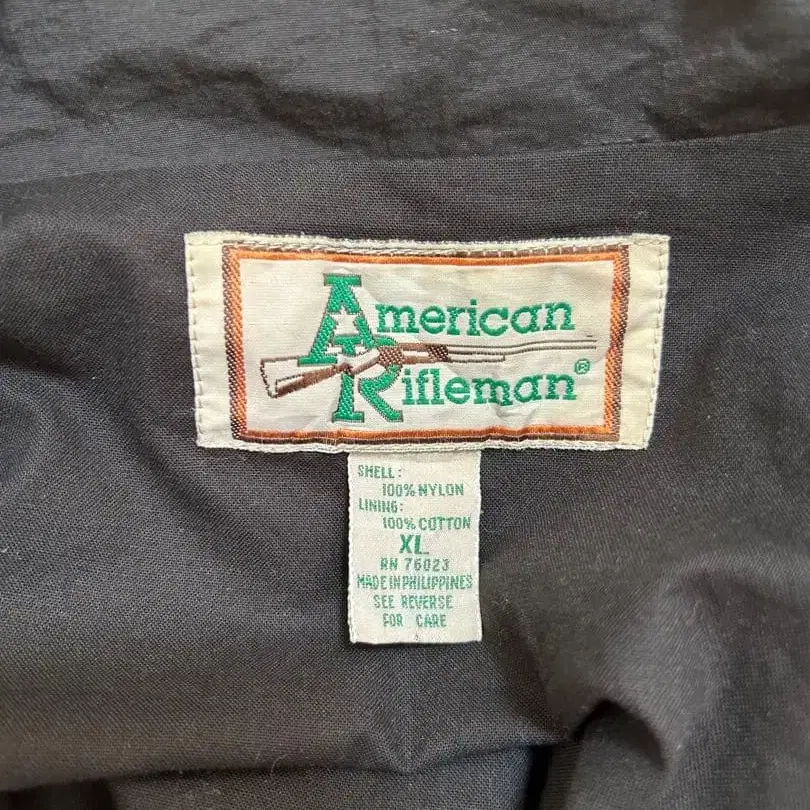 American
Rifleman®
SHELL:
100% NYLON
LINING:
100% COTTON
XL
RN 76023
MADE IN PHILIPPINES
SEE REVERSE
FOR CARE